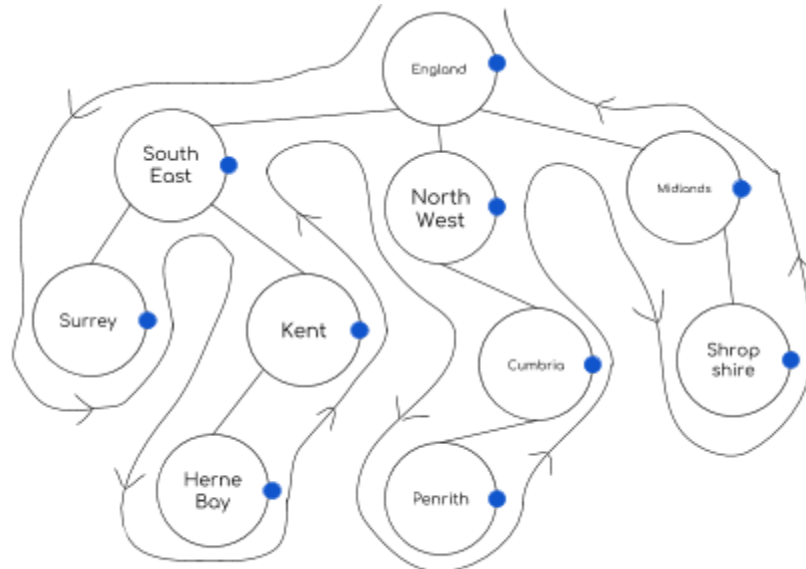 England
South
East
North
West
Midlands
Surrey
Kent
Cumbria
Shrop
shire
Herne
Bay
Penrith